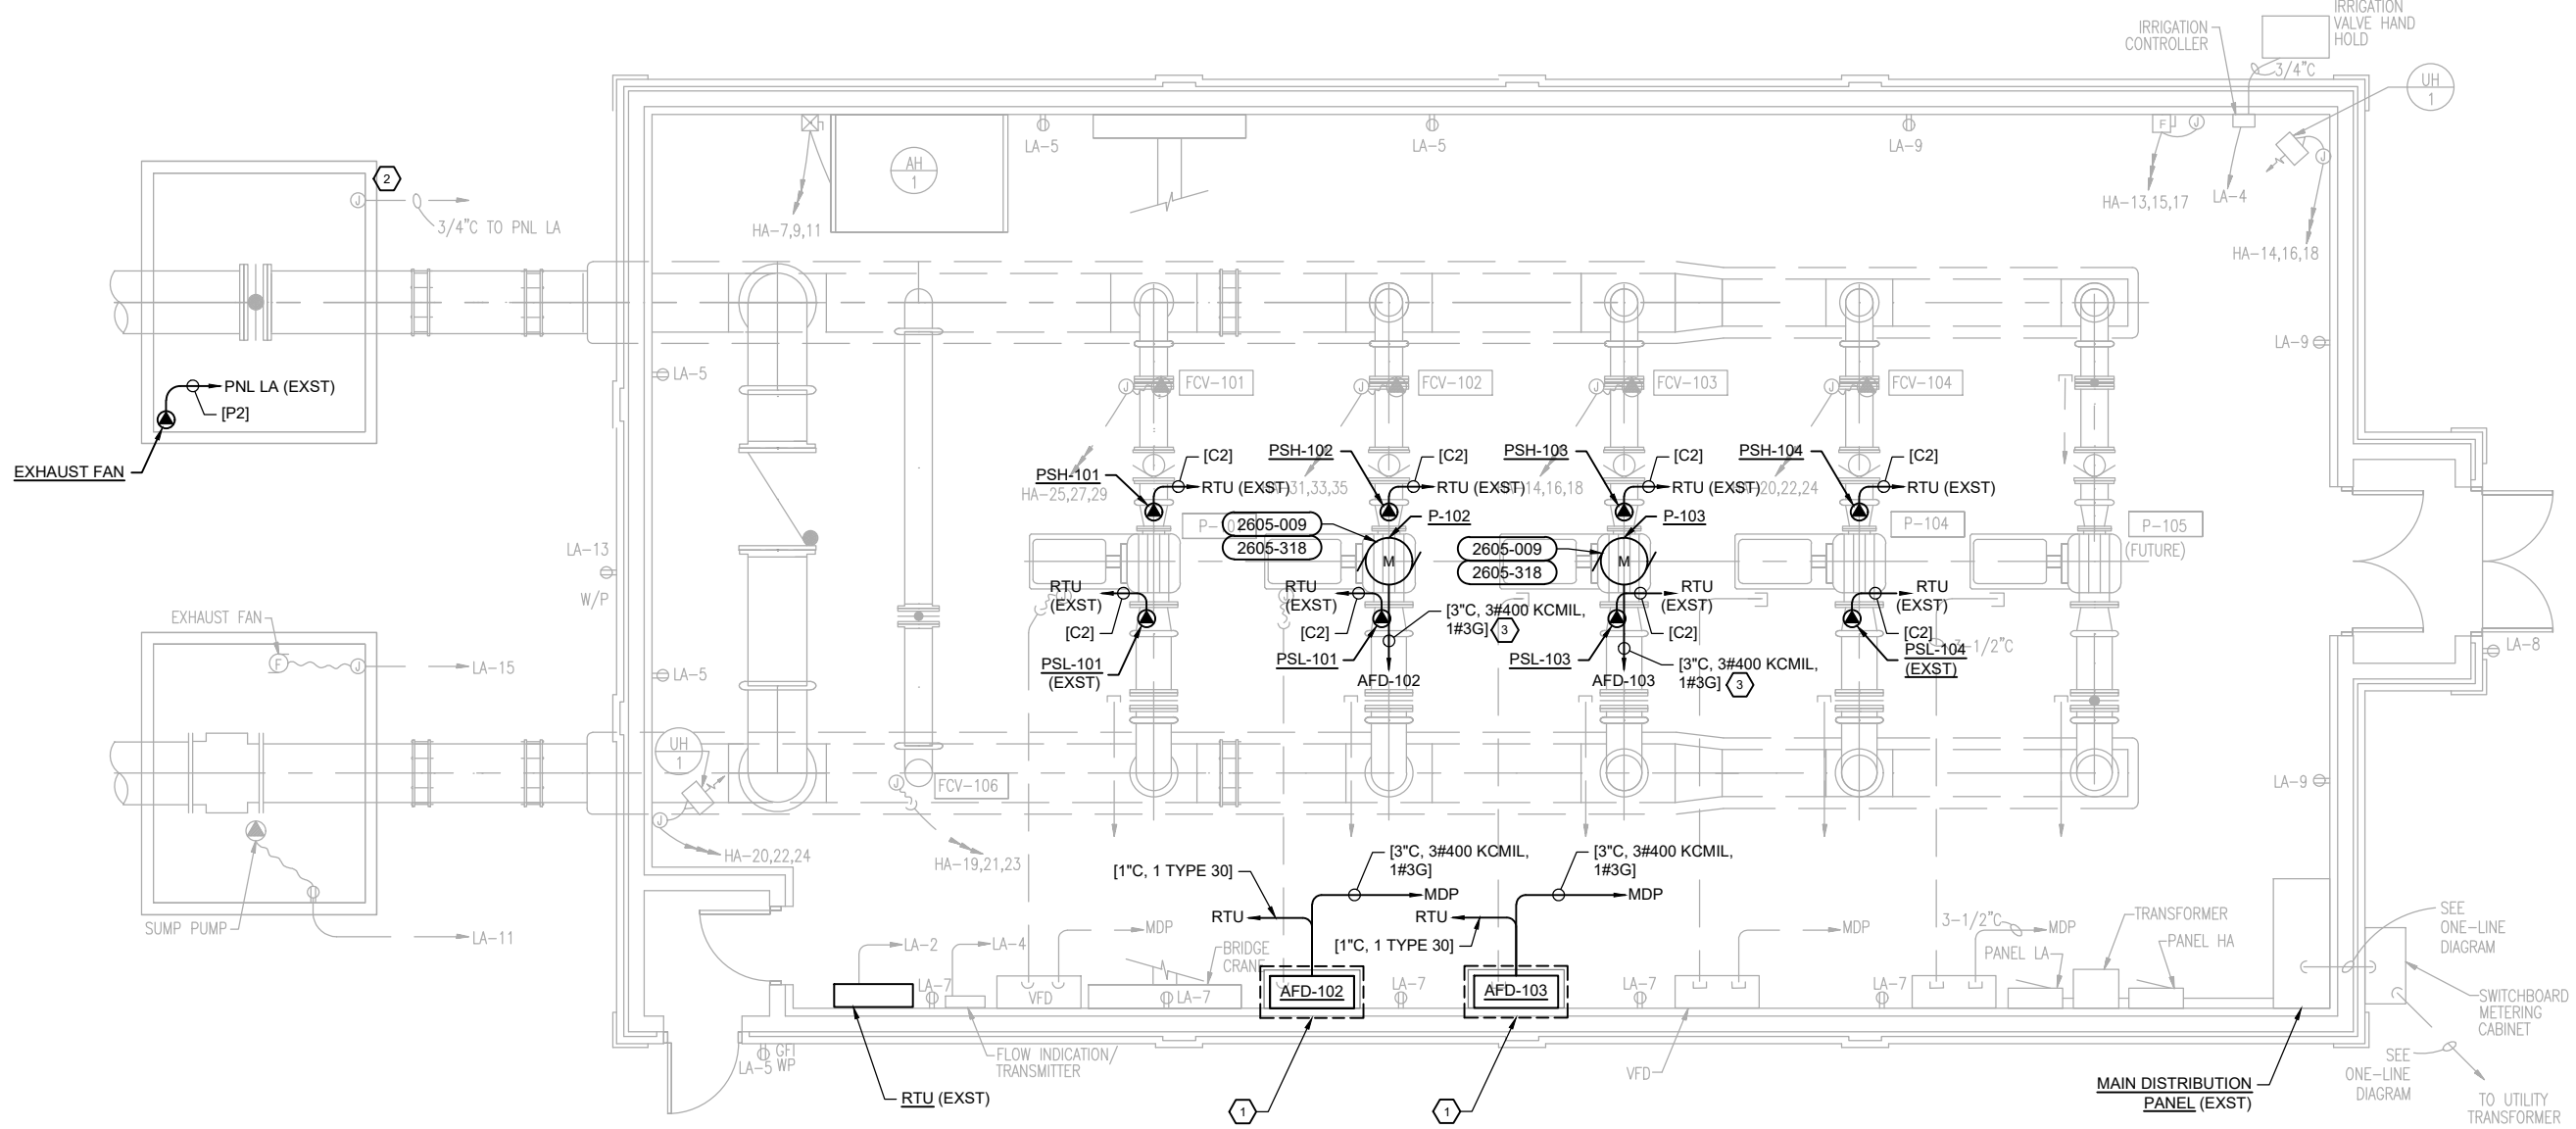 IRRIGATION
VALVE HAND
HOLD
IRRIGATION
CONTROLLER
3/4"C
UH
1
LA-5
LA-5
LA-9
F
J
AH
1
J
HA-7,9,11
HA-13,15,17
LA-4
HA-14,16,18
2
J
3/4"C TO PNL LA
LA-9
PNL LA (EXST)
[P2]
EXHAUST FAN
LA-5
J
FCV-101
J
FCV-102
J
FCV-103
J
FCV-104
[C2]
PSH-101
RTU (EXST)
HA-25,27,29
PSH-102
[C2]
RTU (EXST)
HA-31,33,35
PSH-103
[C2]
RTU (EXST)
14,16,18
PSH-104
[C2]
RTU (EXST)
HA-20,22,24
P-10
2605-009
2605-318
P-102
M
2605-009
2605-318
P-103
M
P-104
P-105
(FUTURE)
LA-13
W/P
RTU
(EXST)
[C2]
PSL-101
(EXST)
RTU
(EXST)
[C2]
PSL-101
[3"C, 3#400 KCMIL,
1#3G]
3
AFD-102
RTU
(EXST)
[C2]
PSL-103
[3"C, 3#400 KCMIL,
1#3G]
3
AFD-103
RTU
(EXST)
[C2]
PSL-104
(EXST)
3-1/2"C
LA-8
EXHAUST FAN
F
J
LA-15
LA-5
UH
1
J
HA-20,22,24
J
FCV-106
HA-19,21,23
LA-9
SUMP PUMP
LA-11
[1"C, 1 TYPE 30]
[3"C, 3#400 KCMIL,
1#3G]
MDP
RTU
[3"C, 3#400 KCMIL,
1#3G]
MDP
RTU
[1"C, 1 TYPE 30]
LA-2
LA-4
MDP
BRIDGE
CRANE
MDP
3-1/2"C
MDP
TRANSFORMER
PANEL LA
PANEL HA
SEE
ONE-LINE
DIAGRAM
LA-7
VFD
LA-7
AFD-102
LA-7
AFD-103
LA-7
LA-7
SWITCHBOARD
METERING
CABINET
GFI
LA-5 WP
FLOW INDICATION/
TRANSMITTER
VFD
SEE
ONE-LINE
DIAGRAM
RTU (EXST)
1
1
MAIN DISTRIBUTION
PANEL (EXST)
TO UTILITY
TRANSFORMER